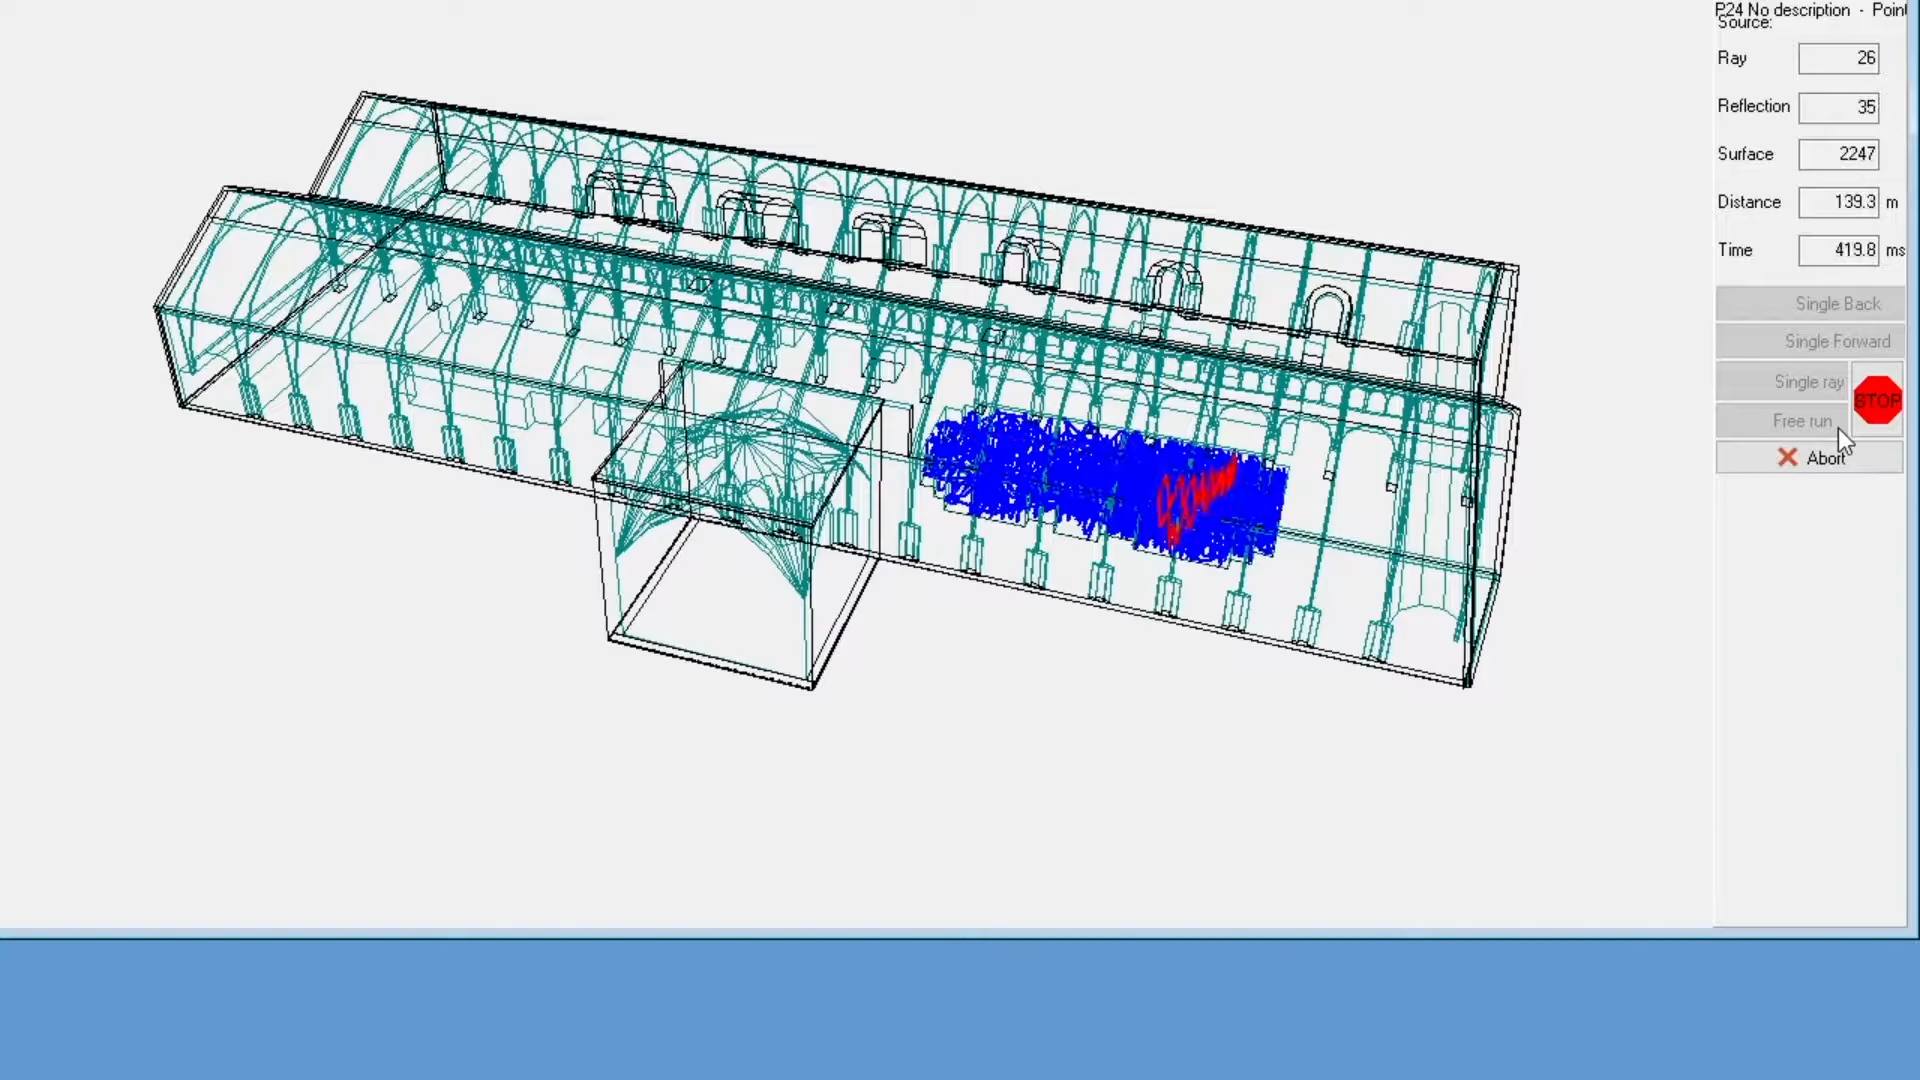 P24 No description - Point
Source:
Ray 26
Reflection 35
Surface 2247
Distance 139.3 m
Time 419.8 ms
Single Back
Single Forward
Single ray
STOP
Free run
Abort